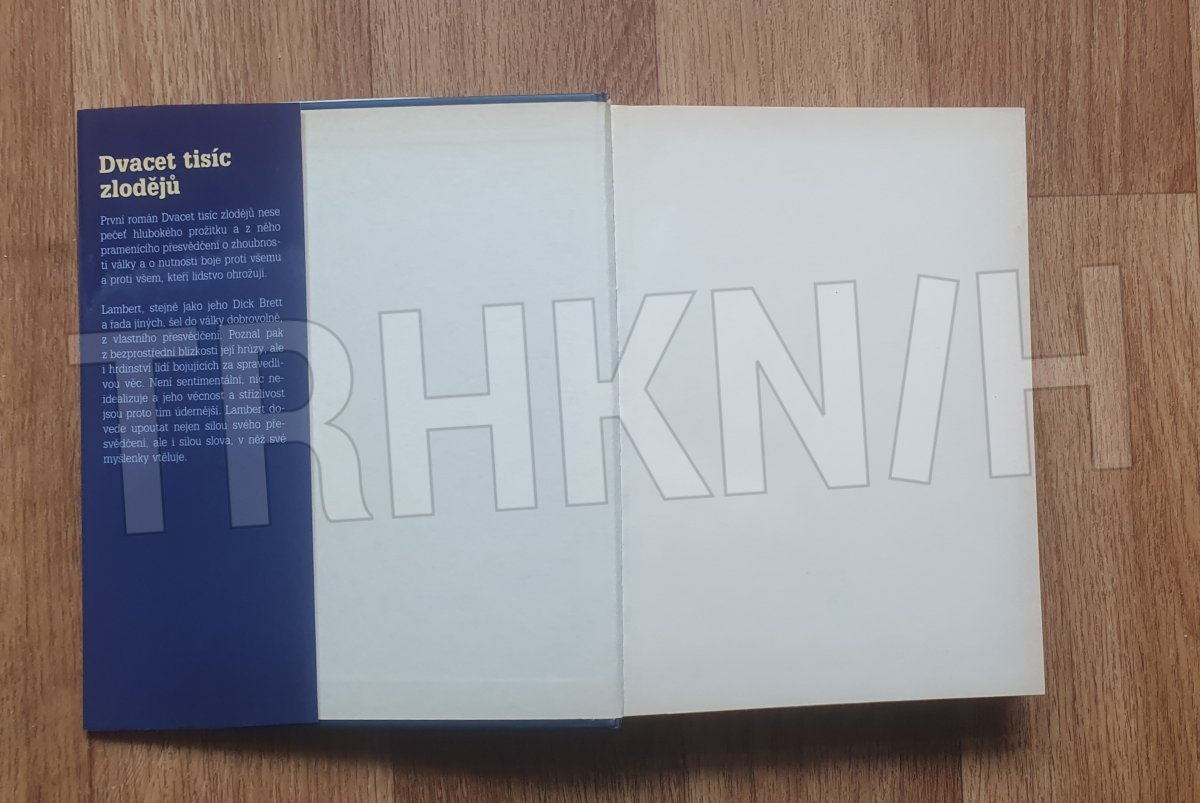 Dvacet tisíc
zlodějů
První román Dvacet tisíc zlodějů nese
pečeť hlubokého prožitku a z něho
pramenícího přesvědčení o zhoubnos-
ti války a o nutnosti boje proti všemu
a proti všem, kteří lidstvo ohrožují.
Lambert, stejně jako jeho Dick Brett
a řada jiných, šel do války dobrovolně,
z vlastního přesvědčení. Poznal pak
z bezprostřední blízkosti její hrůzy, ale
i hrdinství lidí bojujících za spravedli-
vou věc. Není sentimentální, nic ne-
idealizuje a jeho věcnost a střízlivost
jsou proto tím údernější. Lambert do-
vede upoutat nejen silou svého pře-
svědčení, ale i silou slova, v něž své
myšlenky vtěluje.
TRHKNIH